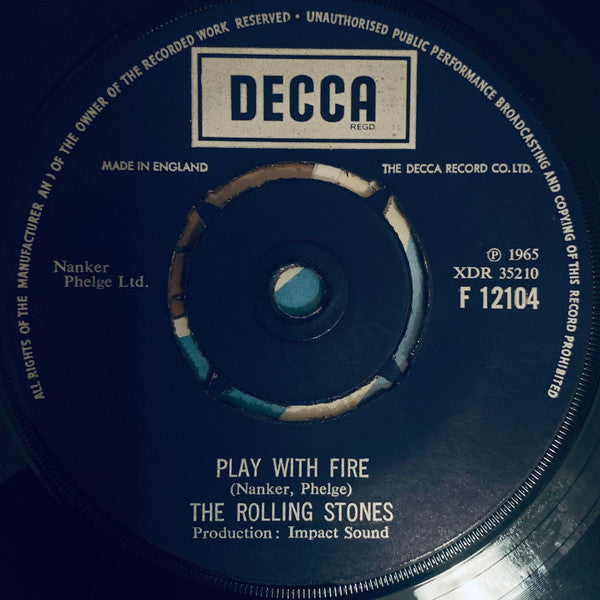 ALL RIGHTS OF THE MANUFACTURER AND OF THE OWNER OF THE RECORDED WORK RESERVED • UNAUTHORISED PUBLIC PERFORMANCE BROADCASTING AND COPYING OF THIS RECORD PROHIBITED
DECCA
REGD.
MADE IN ENGLAND
THE DECCA RECORD CO. LTD.
Nanker
Phelge Ltd.
℗ 1965
XDR 35210
F 12104
PLAY WITH FIRE
(Nanker, Phelge)
THE ROLLING STONES
Production: Impact Sound